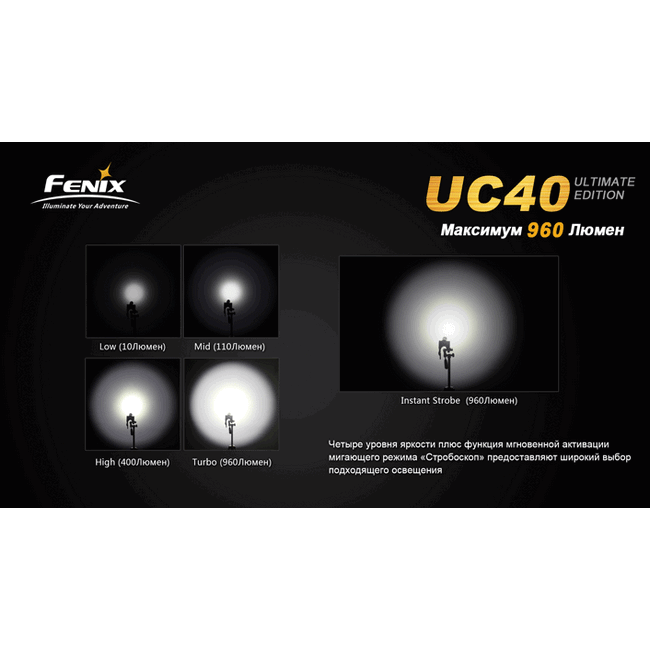 FENIX
Illuminate Your Adventure
UC40 ULTIMATE EDITION
Максимум 960 Люмен
Low (10Люмен)
Mid (110Люмен)
High (400Люмен)
Turbo (960Люмен)
Instant Strobe (960Люмен)
Четыре уровня яркости плюс функция мгновенной активации
мигающего режима «Стробоскоп» предоставляют широкий выбор
подходящего освещения